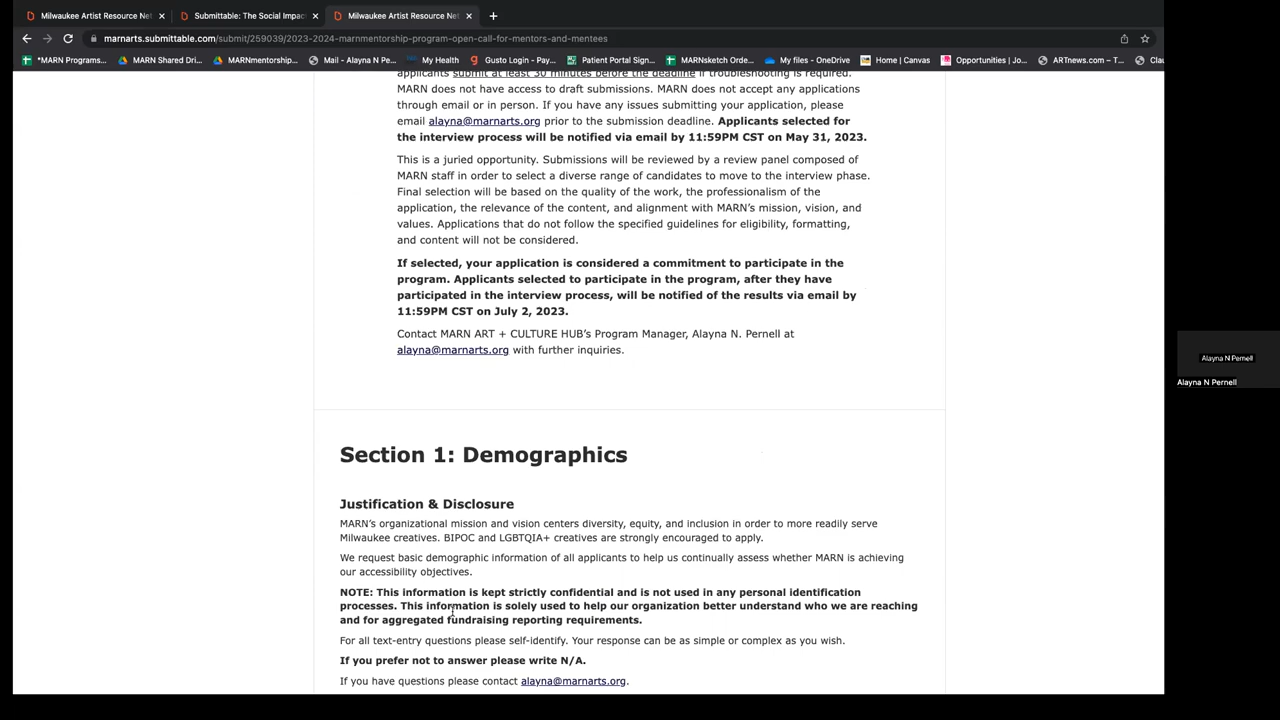 Milwaukee Artist Resource Net
Submittable: The Social Impac
Milwaukee Artist Resource Net
marnarts.submittable.com/submit/259039/2023-2024-marnmentorship-program-open-call-for-mentors-and-mentees
*MARN Programs...
MARN Shared Dri...
MARNmentorship...
Mail - Alayna N Pe...
My Health
Gusto Login - Pay...
Patient Portal Sign...
MARNsketch Orde...
My files - OneDrive
Home | Canvas
Opportunities | Jo...
ARTnews.com – T...
Clau
applicants submit at least 30 minutes before the deadline if troubleshooting is required.
MARN does not have access to draft submissions. MARN does not accept any applications
through email or in person. If you have any issues submitting your application, please
email alayna@marnarts.org prior to the submission deadline. Applicants selected for
the interview process will be notified via email by 11:59PM CST on May 31, 2023.
This is a juried opportunity. Submissions will be reviewed by a review panel composed of
MARN staff in order to select a diverse range of candidates to move to the interview phase.
Final selection will be based on the quality of the work, the professionalism of the
application, the relevance of the content, and alignment with MARN's mission, vision, and
values. Applications that do not follow the specified guidelines for eligibility, formatting,
and content will not be considered.
If selected, your application is considered a commitment to participate in the
program. Applicants selected to participate in the program, after they have
participated in the interview process, will be notified of the results via email by
11:59PM CST on July 2, 2023.
Contact MARN ART + CULTURE HUB's Program Manager, Alayna N. Pernell at
alayna@marnarts.org with further inquiries.
Alayna N Pernell
Alayna N Pernell
Section 1: Demographics
Justification & Disclosure
MARN's organizational mission and vision centers diversity, equity, and inclusion in order to more readily serve
Milwaukee creatives. BIPOC and LGBTQIA+ creatives are strongly encouraged to apply.
We request basic demographic information of all applicants to help us continually assess whether MARN is achieving
our accessibility objectives.
NOTE: This information is kept strictly confidential and is not used in any personal identification
processes. This information is solely used to help our organization better understand who we are reaching
and for aggregated fundraising reporting requirements.
For all text-entry questions please self-identify. Your response can be as simple or complex as you wish.
If you prefer not to answer please write N/A.
If you have questions please contact alayna@marnarts.org.